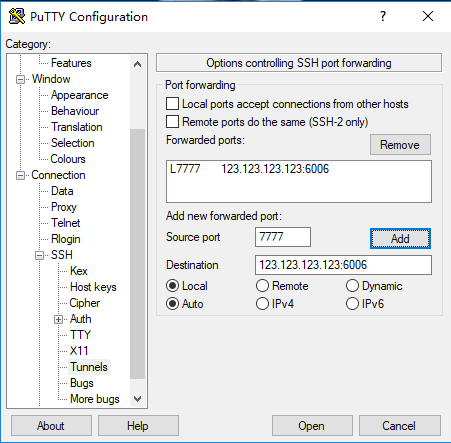 PuTTY Configuration
Category:
Features
Window
Appearance
Behaviour
Translation
Selection
Colours
Connection
Data
Proxy
Telnet
Rlogin
SSH
Kex
Host keys
Cipher
Auth
TTY
X11
Tunnels
Bugs
More bugs
Options controlling SSH port forwarding
Port forwarding
Local ports accept connections from other hosts
Remote ports do the same (SSH-2 only)
Forwarded ports:
Remove
L7777 123.123.123.123:6006
Add new forwarded port:
Source port 7777 Add
Destination 123.123.123.123:6006
Local Remote Dynamic
Auto IPv4 IPv6
About Help Open Cancel